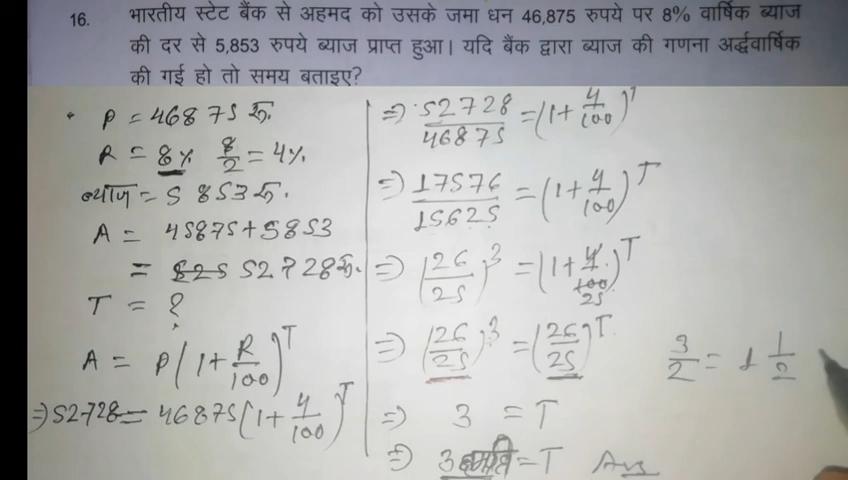 16. भारतीय स्टेट बैंक से अहमद को उसके जमा धन 46,875 रुपये पर 8% वार्षिक ब्याज
की दर से 5,853 रुपये ब्याज प्राप्त हुआ। यदि बैंक द्वारा ब्याज की गणना अर्द्धवार्षिक
की गई हो तो समय बताइए?
P = 46875 रु.
R = 8% 8/2 = 4%.
ब्याज = 5853 रु.
A = 45875 + 5853
= 52728 रु.
T = ?
A = P(1+R/100)^T
⇒ 52728 = 46875(1+4/100)^T
⇒ 52728/46875 = (1+4/100)^T
⇒ 17576/15625 = (1+4/100)^T
⇒ (26/25)^3 = (1+4/100 25)^T
⇒ (26/25)^3 = (26/25)^T
3/2 = 1 1/2
⇒ 3 = T
⇒ 3 = T Ans